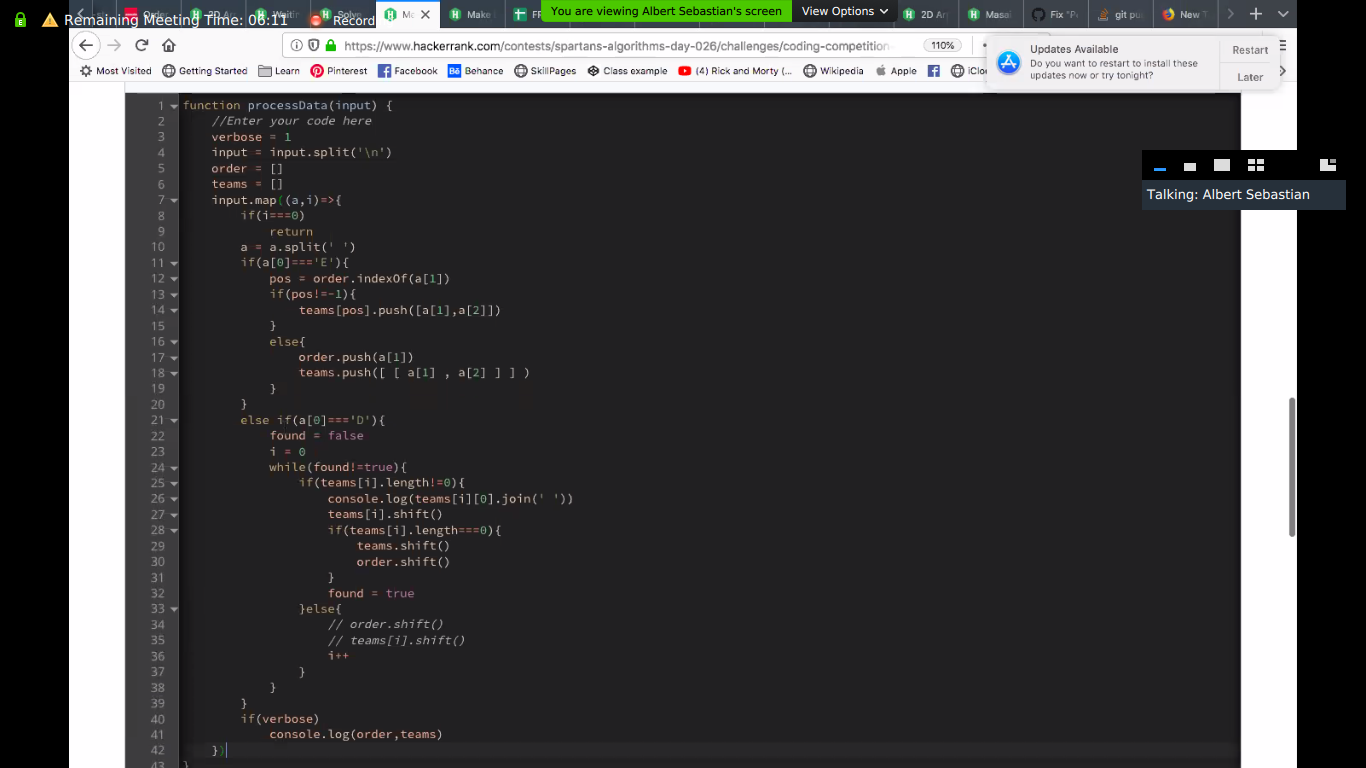 Remaining Meeting Time: 06:11
Record
You are viewing Albert Sebastian's screen
View Options
Make
2D Ar
Masai
Fix "P
git pu
New T
https://www.hackerrank.com/contests/spartans-algorithms-day-026/challenges/coding-competition-
110%
Updates Available
Do you want to restart to install these
updates now or try tonight?
Restart
Later
Most Visited
Getting Started
Learn
Pinterest
Facebook
Behance
SkillPages
Class example
(4) Rick and Morty (...
Wikipedia
Apple
iClo
Talking: Albert Sebastian
1 function processData(input) {
2 //Enter your code here
3 verbose = 1
4 input = input.split('\n')
5 order = []
6 teams = []
7 input.map((a,i)=>{
8 if(i===0)
9 return
10 a = a.split(' ')
11 if(a[0]==='E'){
12 pos = order.indexOf(a[1])
13 if(pos!=-1){
14 teams[pos].push([a[1],a[2]])
15 }
16 else{
17 order.push(a[1])
18 teams.push([ [ a[1] , a[2] ] ] )
19 }
20 }
21 else if(a[0]==='D'){
22 found = false
23 i = 0
24 while(found!=true){
25 if(teams[i].length!=0){
26 console.log(teams[i][0].join(' '))
27 teams[i].shift()
28 if(teams[i].length===0){
29 teams.shift()
30 order.shift()
31 }
32 found = true
33 }else{
34 // order.shift()
35 // teams[i].shift()
36 i++
37 }
38 }
39 }
40 if(verbose)
41 console.log(order,teams)
42 })
43 }